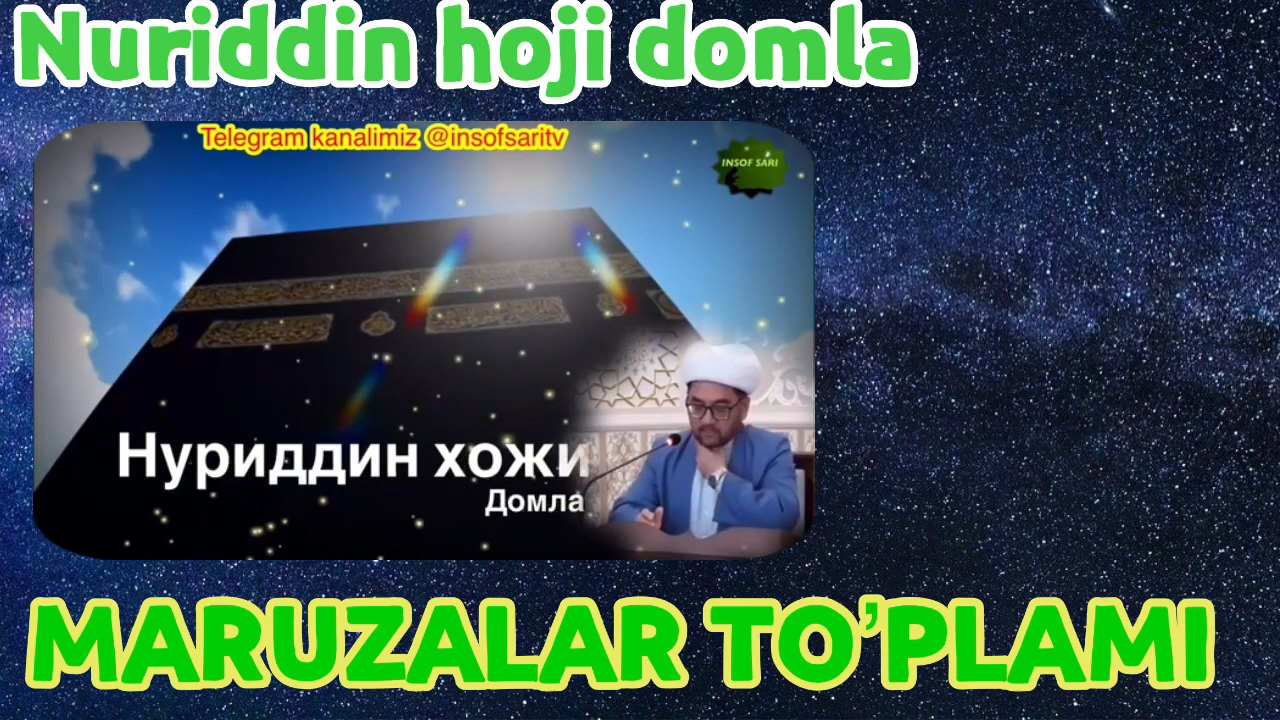 Nuriddin hoji domla
Telegram kanalimiz @insofsaritv
INSOF SARI
Нуриддин хожи
Домла
MARUZALAR TO’PLAMI